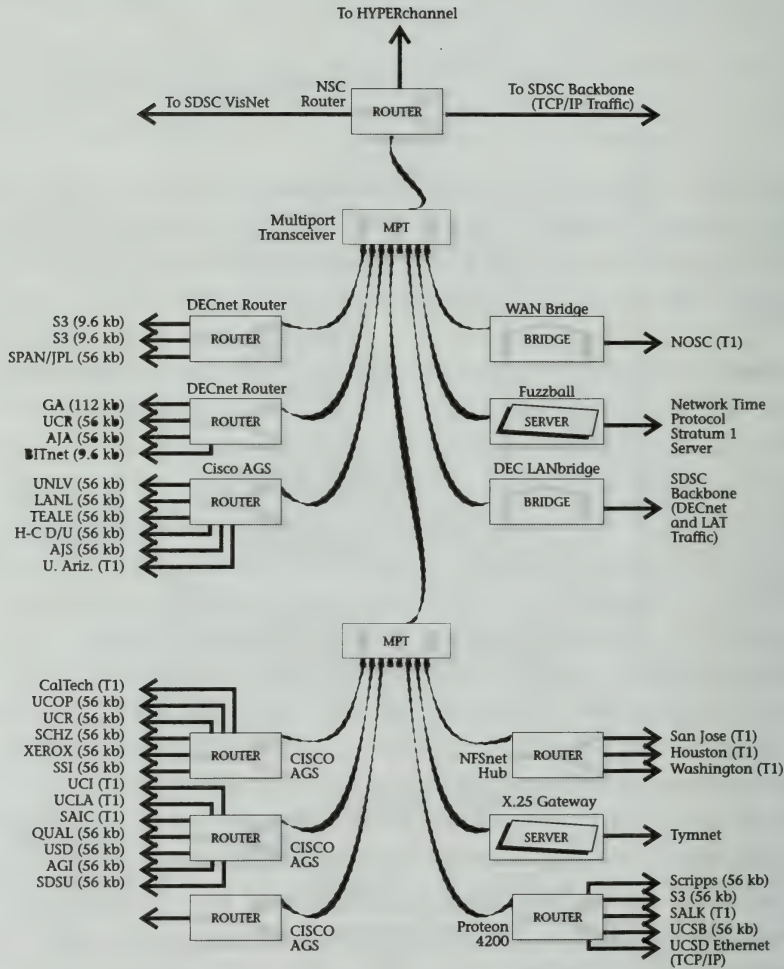 To HYPERchannel
NSC
Router
To SDSC VisNet
ROUTER
To SDSC Backbone
(TCP/IP Traffic)
Multiport
Transceiver
MPT
DECnet Router
S3 (9.6 kb)
S3 (9.6 kb)
SPAN/JPL (56 kb)
ROUTER
WAN Bridge
BRIDGE
NOSC (T1)
DECnet Router
GA (112 kb)
UCR (56 kb)
AJA (56 kb)
BITnet (9.6 kb)
ROUTER
Fuzzball
SERVER
Network Time
Protocol
Stratum 1
Server
Cisco AGS
UNLV (56 kb)
LANL (56 kb)
TEALE (56 kb)
H-C D/U (56 kb)
AJS (56 kb)
U. Ariz. (T1)
ROUTER
DEC LANbridge
BRIDGE
SDSC
Backbone
(DECnet
and LAT
Traffic)
MPT
CalTech (T1)
UCOP (56 kb)
UCR (56 kb)
SCHZ (56 kb)
XEROX (56 kb)
SSI (56 kb)
ROUTER
CISCO
AGS
NFSnet
Hub
ROUTER
San Jose (T1)
Houston (T1)
Washington (T1)
UCI (T1)
UCLA (T1)
SAIC (T1)
QUAL (56 kb)
USD (56 kb)
AGI (56 kb)
SDSU (56 kb)
ROUTER
CISCO
AGS
X.25 Gateway
SERVER
Tymnet
ROUTER
CISCO
AGS
Proteon
4200
ROUTER
Scripps (56 kb)
S3 (56 kb)
SALK (T1)
UCSB (56 kb)
UCSD Ethernet
(TCP/IP)